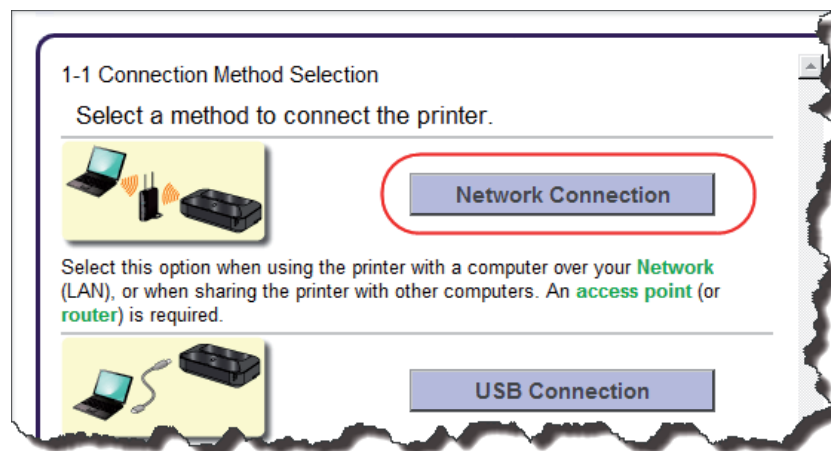 1-1 Connection Method Selection
Select a method to connect the printer.
Network Connection
Select this option when using the printer with a computer over your Network
(LAN), or when sharing the printer with other computers. An access point (or
router) is required.
USB Connection